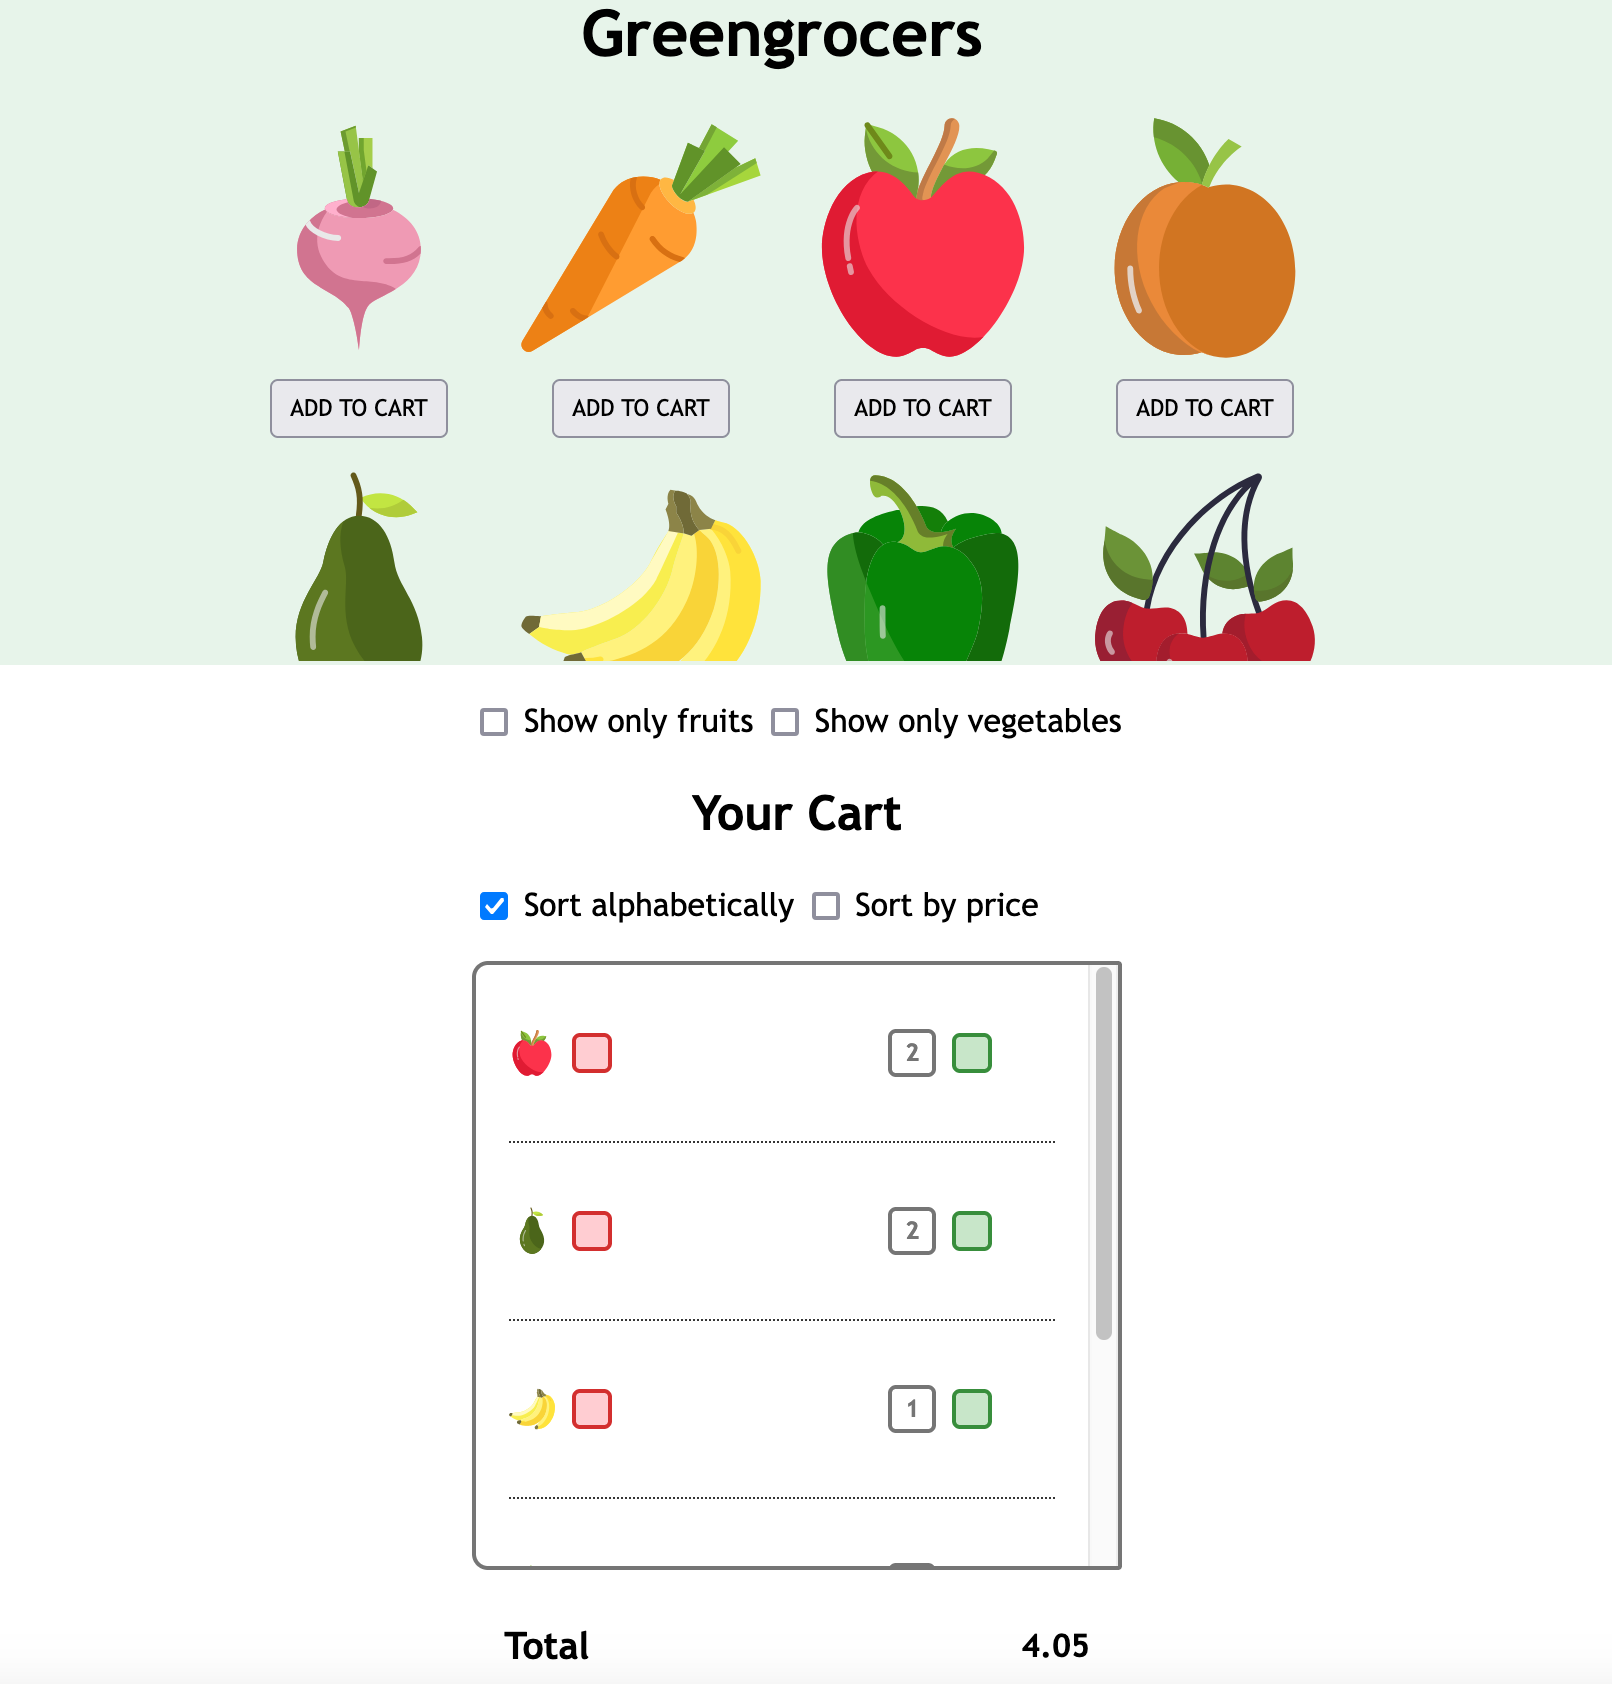 Greengrocers
ADD TO CART ADD TO CART ADD TO CART ADD TO CART
Show only fruits Show only vegetables
Your Cart
Sort alphabetically Sort by price
2
2
1
Total 4.05